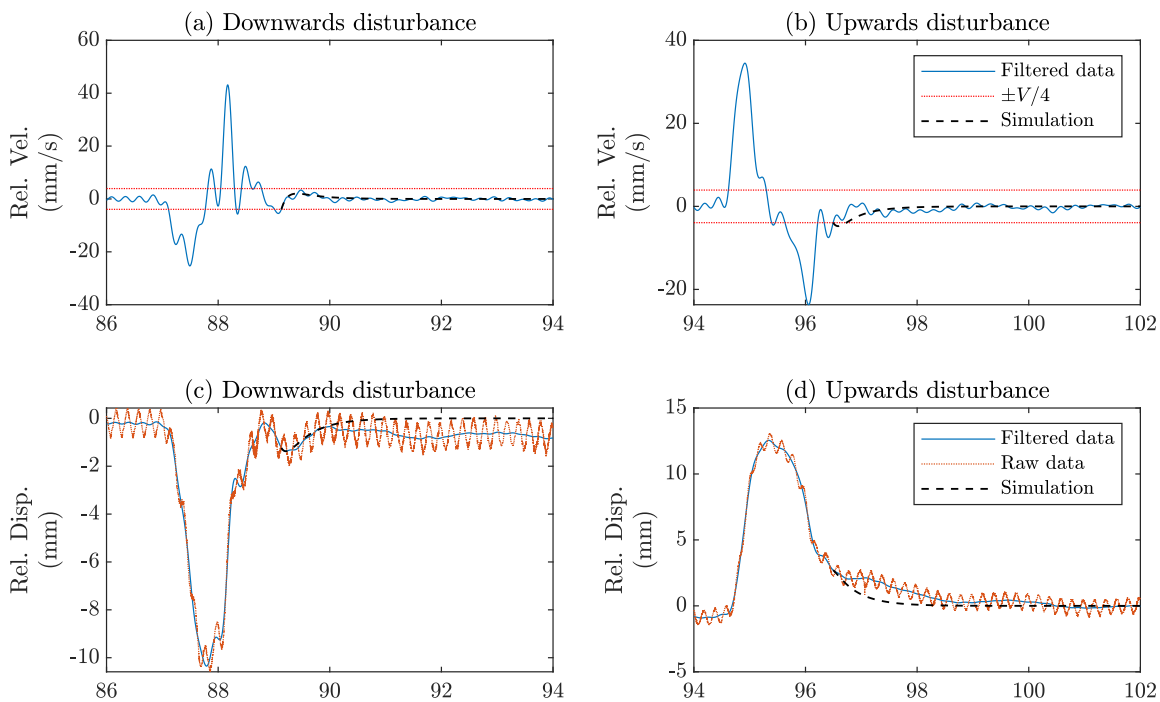 (a) Downwards disturbance
60
40
20
0
-20
-40
Rel. Vel.
(mm/s)
86
88
90
92
94
(b) Upwards disturbance
40
20
0
-20
Rel. Vel.
(mm/s)
94
96
98
100
102
Filtered data
±V/4
Simulation
(c) Downwards disturbance
0
-2
-4
-6
-8
-10
Rel. Disp.
(mm)
86
88
90
92
94
(d) Upwards disturbance
15
10
5
0
-5
Rel. Disp.
(mm)
94
96
98
100
102
Filtered data
Raw data
Simulation